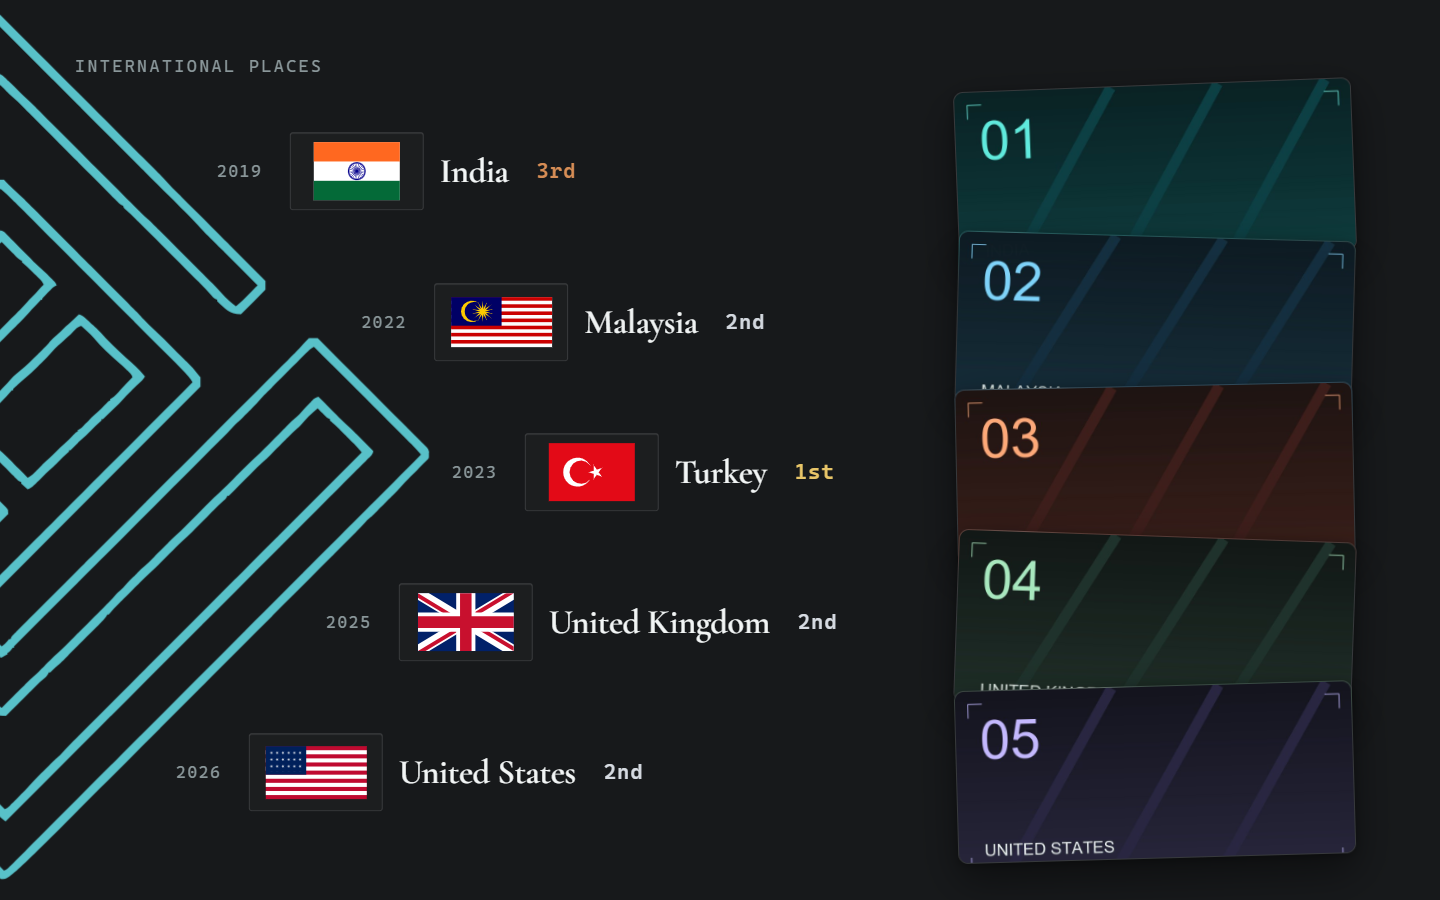 INTERNATIONAL PLACES
2019 India 3rd
2022 Malaysia 2nd
2023 Turkey 1st
2025 United Kingdom 2nd
2026 United States 2nd
01
02
MALAYSIA
03
04
05
UNITED STATES